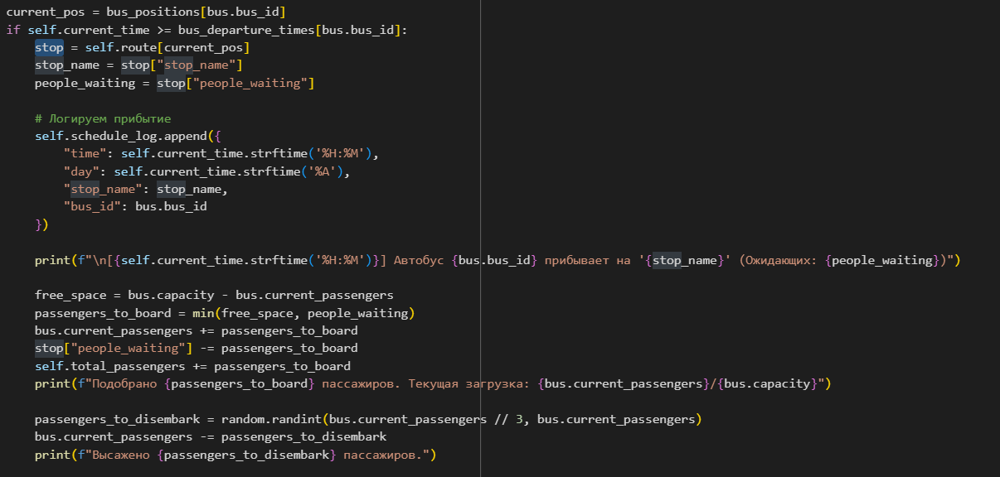 current_pos = bus_positions[bus.bus_id]
if self.current_time >= bus_departure_times[bus.bus_id]:
    stop = self.route[current_pos]
    stop_name = stop["stop_name"]
    people_waiting = stop["people_waiting"]

    # Логируем прибытие
    self.schedule_log.append({
        "time": self.current_time.strftime('%H:%M'),
        "day": self.current_time.strftime('%A'),
        "stop_name": stop_name,
        "bus_id": bus.bus_id
    })

    print(f"\n[{self.current_time.strftime('%H:%M')}] Автобус {bus.bus_id} прибывает на '{stop_name}' (Ожидающих: {people_waiting})")

    free_space = bus.capacity - bus.current_passengers
    passengers_to_board = min(free_space, people_waiting)
    bus.current_passengers += passengers_to_board
    stop["people_waiting"] -= passengers_to_board
    self.total_passengers += passengers_to_board
    print(f"Подобрано {passengers_to_board} пассажиров. Текущая загрузка: {bus.current_passengers}/{bus.capacity}")

    passengers_to_disembark = random.randint(bus.current_passengers // 3, bus.current_passengers)
    bus.current_passengers -= passengers_to_disembark
    print(f"Высажено {passengers_to_disembark} пассажиров.")